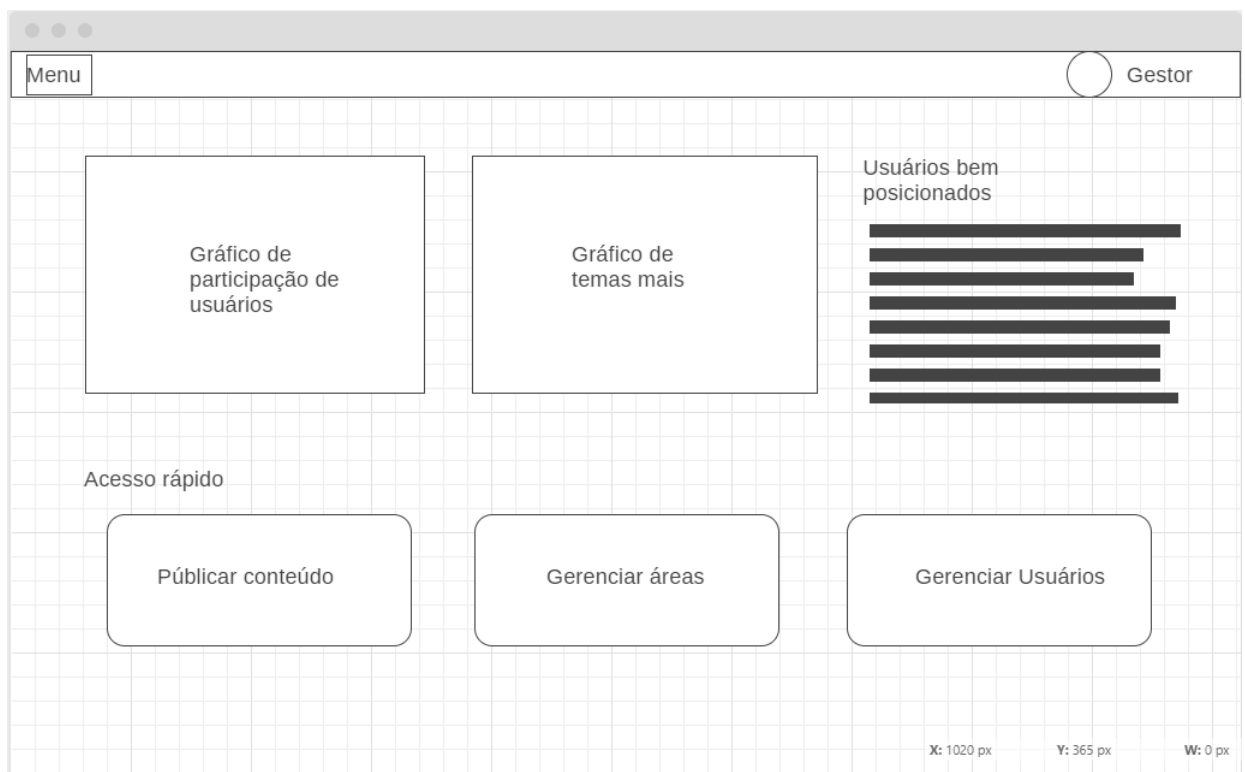 Menu
Gestor
Gráfico de
participação de
usuários
Gráfico de
temas mais
Usuários bem
posicionados
Acesso rápido
Públicar conteúdo
Gerenciar áreas
Gerenciar Usuários
X: 1020 px Y: 365 px W: 0 px